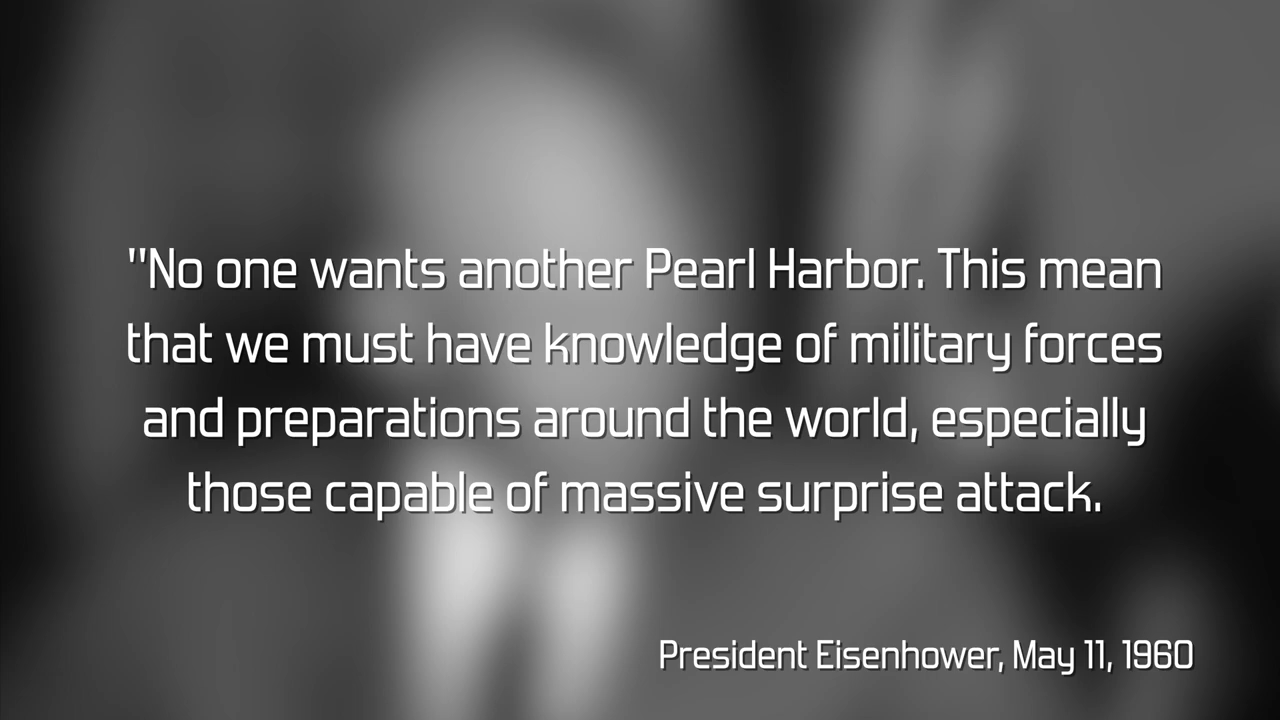 "No one wants another Pearl Harbor. This mean
that we must have knowledge of military forces
and preparations around the world, especially
those capable of massive surprise attack.
President Eisenhower, May 11, 1960